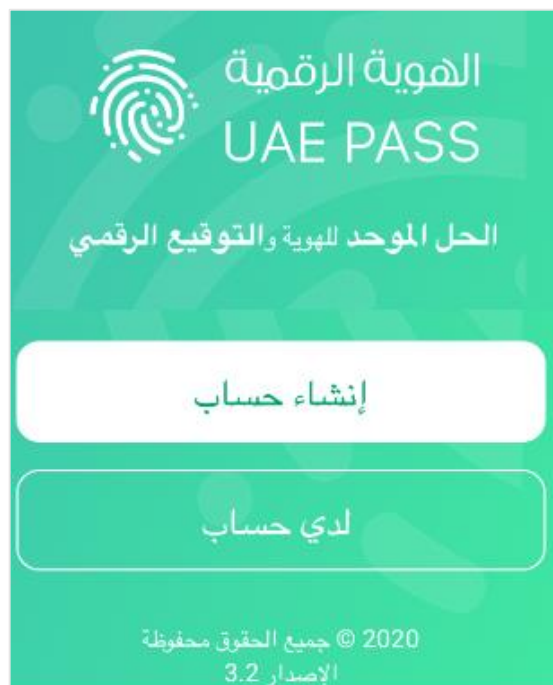 الهوية الرقمية
UAE PASS
الحل الموحد للهوية والتوقيع الرقمي
إنشاء حساب
لدي حساب
2020 © جميع الحقوق محفوظة
الإصدار 3.2